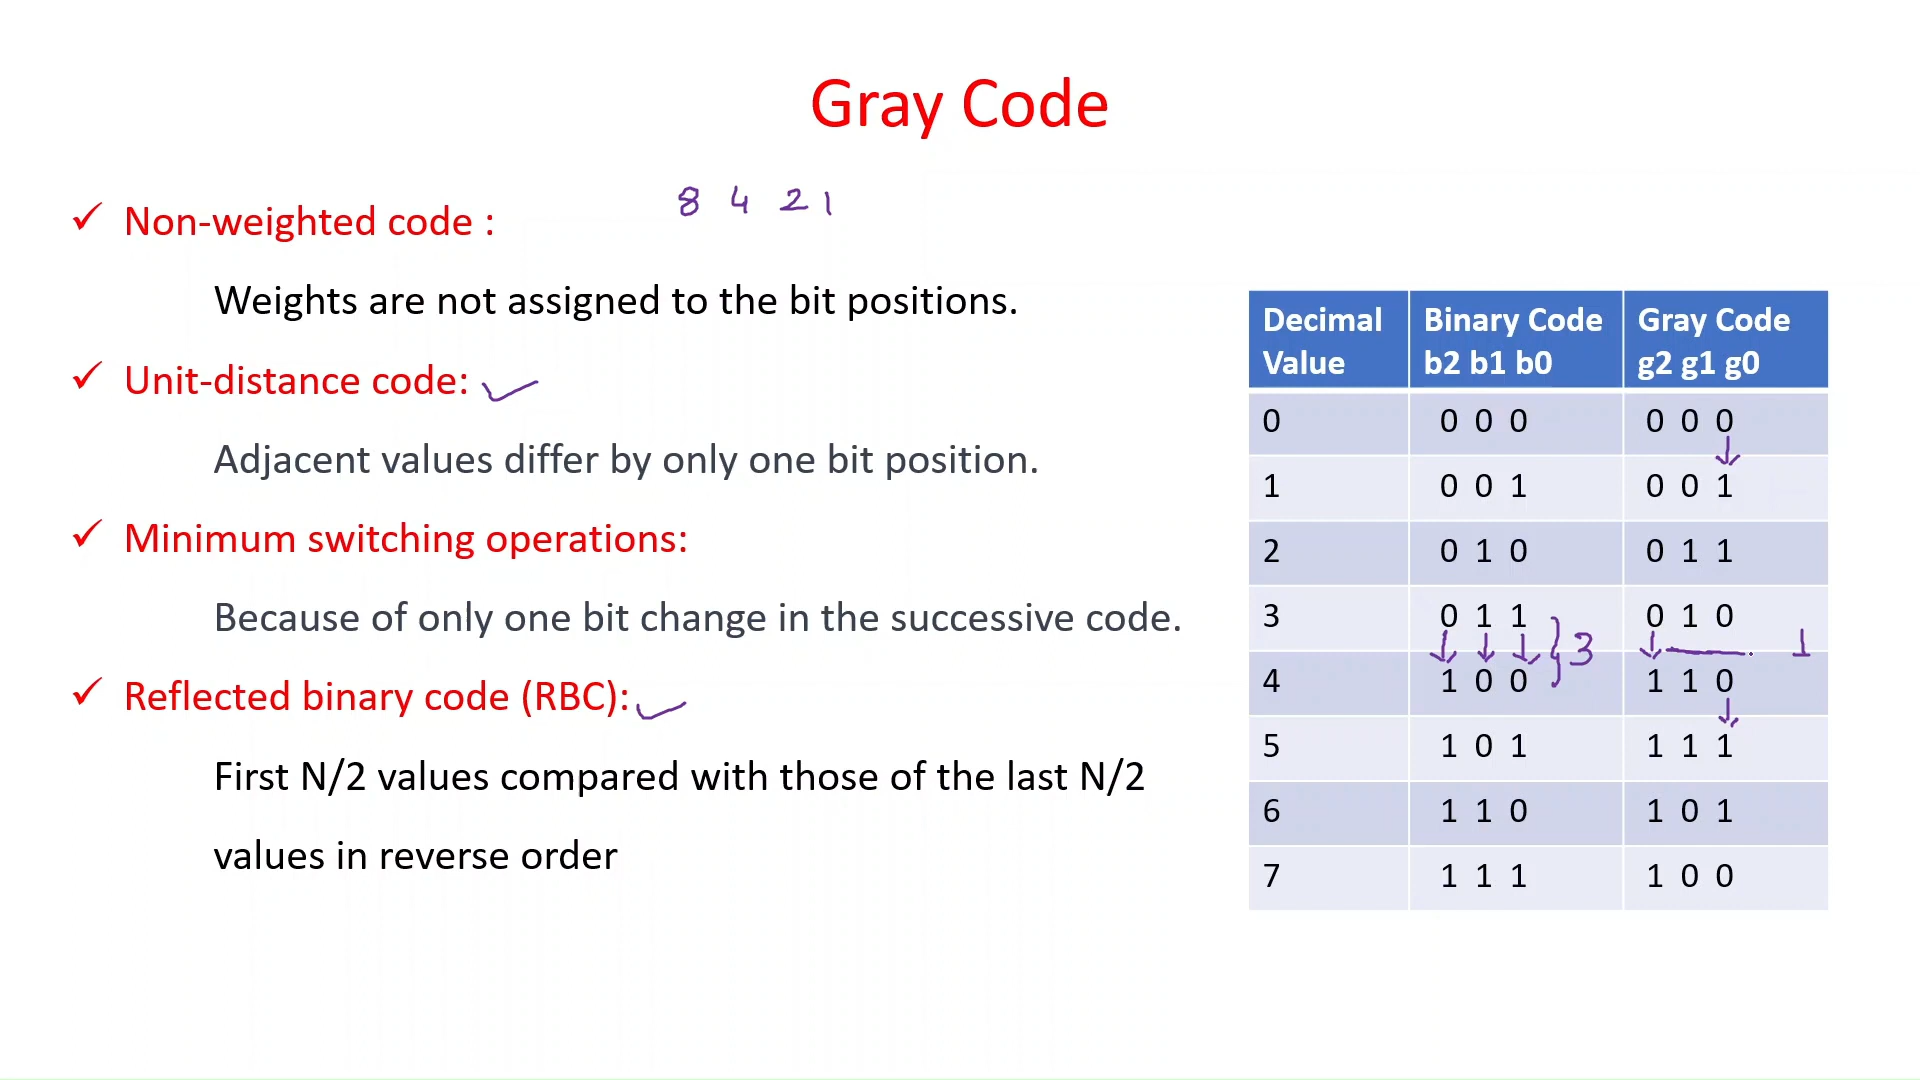 Gray Code
8 4 2 1
✓ Non-weighted code :
Weights are not assigned to the bit positions.
✓ Unit-distance code:
Adjacent values differ by only one bit position.
✓ Minimum switching operations:
Because of only one bit change in the successive code.
✓ Reflected binary code (RBC):
First N/2 values compared with those of the last N/2
values in reverse order
Decimal Value | Binary Code b2 b1 b0 | Gray Code g2 g1 g0
0 | 0 0 0 | 0 0 0
1 | 0 0 1 | 0 0 1
2 | 0 1 0 | 0 1 1
3 | 0 1 1 | 0 1 0
3 1
4 | 1 0 0 | 1 1 0
5 | 1 0 1 | 1 1 1
6 | 1 1 0 | 1 0 1
7 | 1 1 1 | 1 0 0